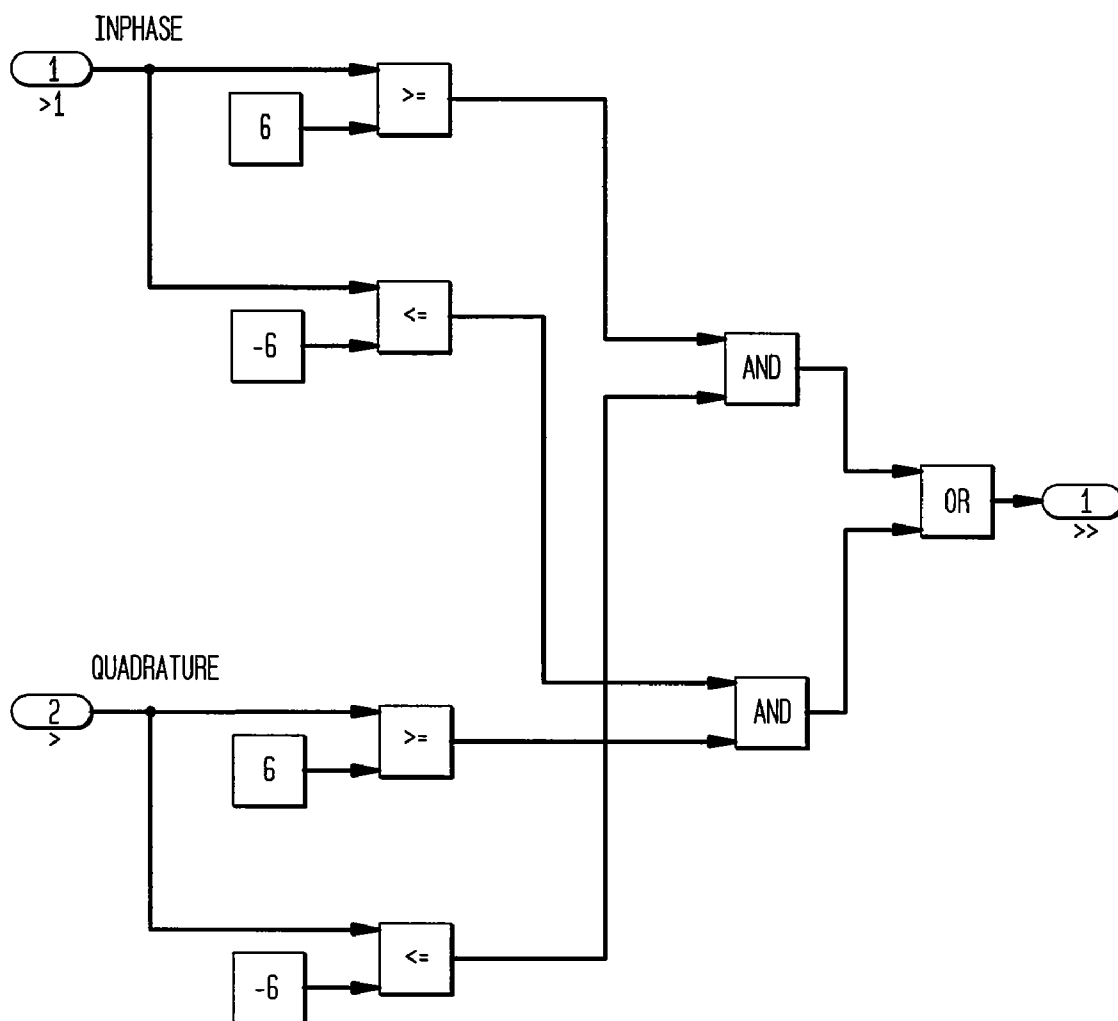 INPHASE
1
>1
6
>=
-6
<=
AND
OR
1
>>
QUADRATURE
2
>
6
>=
AND
-6
<=